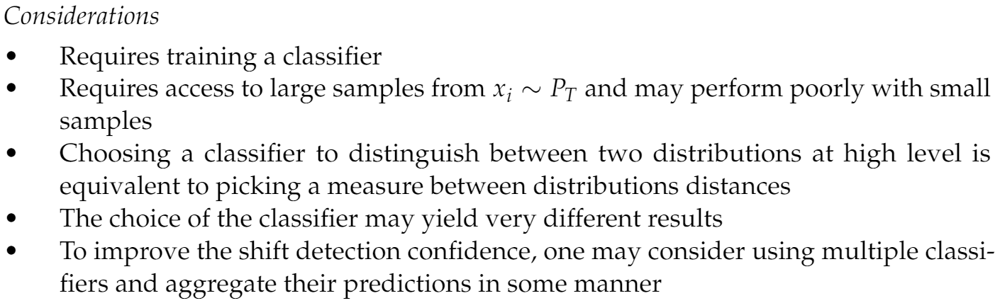 Considerations
• Requires training a classifier
• Requires access to large samples from xᵢ ∼ P_T and may perform poorly with small
samples
• Choosing a classifier to distinguish between two distributions at high level is
equivalent to picking a measure between distributions distances
• The choice of the classifier may yield very different results
• To improve the shift detection confidence, one may consider using multiple classi-
fiers and aggregate their predictions in some manner